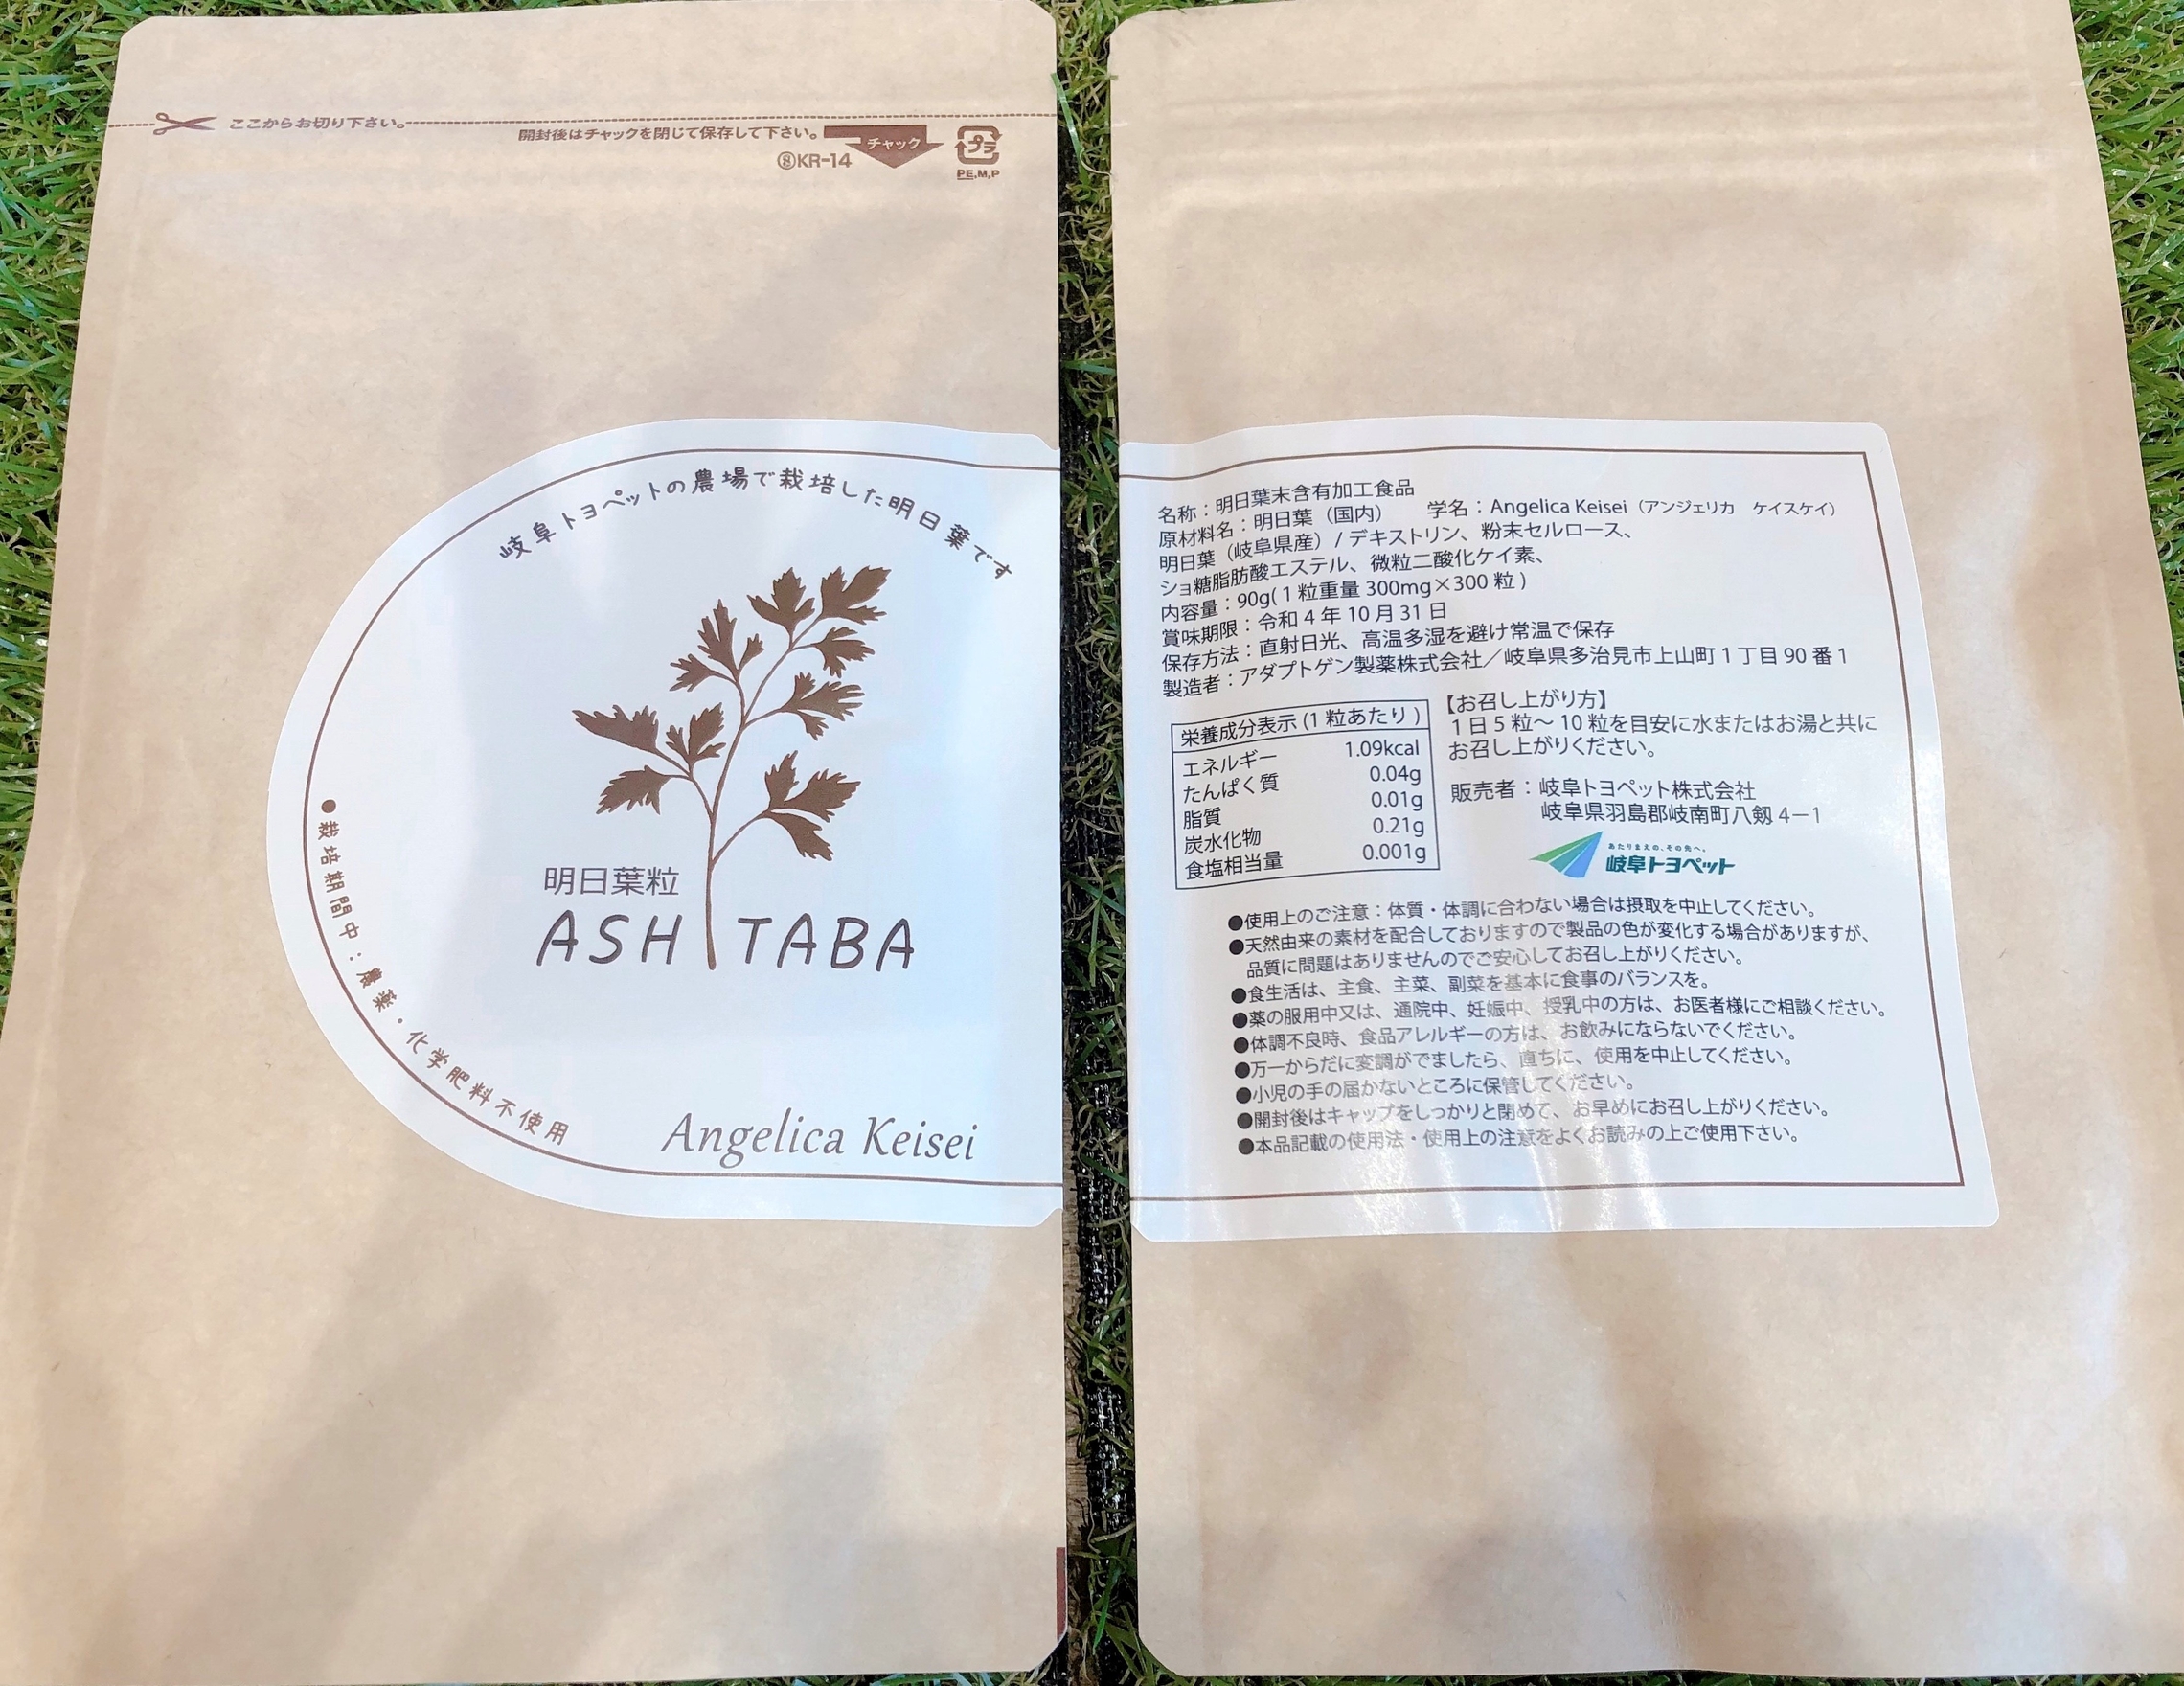 ここからお切り下さい。
開封後はチャックを閉じて保存して下さい。
チャック
プラ
KR-14
PE,M,P
岐阜トヨペットの農場で栽培した明日葉です
明日葉粒
ASHITABA
●栽培期間中：農薬・化学肥料不使用
Angelica Keisei
名称：明日葉末含有加工食品
原材料名：明日葉（国内） 学名：Angelica Keisei（アンジェリカ ケイスケイ）
明日葉（岐阜県産）/ デキストリン、粉末セルロース、
ショ糖脂肪酸エステル、微粒二酸化ケイ素、
内容量：90g(1粒重量 300mg×300粒)
賞味期限：令和4年10月31日
保存方法：直射日光、高温多湿を避け常温で保存
製造者：アダプトゲン製薬株式会社／岐阜県多治見市上山町1丁目90番1
栄養成分表示(1粒あたり)
エネルギー 1.09kcal
たんぱく質 0.04g
脂質 0.01g
炭水化物 0.21g
食塩相当量 0.001g
【お召し上がり方】
1日5粒～10粒を目安に水またはお湯と共に
お召し上がりください。
販売者：岐阜トヨペット株式会社
岐阜県羽島郡岐南町八剱4－1
あたりまえの、その先へ。
岐阜トヨペット
●使用上のご注意：体質・体調に合わない場合は摂取を中止してください。
●天然由来の素材を配合しておりますので製品の色が変化する場合がありますが、
品質に問題はありませんのでご安心してお召し上がりください。
●食生活は、主食、主菜、副菜を基本に食事のバランスを。
●薬の服用中又は、通院中、妊娠中、授乳中の方は、お医者様にご相談ください。
●体調不良時、食品アレルギーの方は、お飲みにならないでください。
●万一からだに変調がでましたら、直ちに、使用を中止してください。
●小児の手の届かないところに保管してください。
●開封後はキャップをしっかりと閉めて、お早めにお召し上がりください。
●本品記載の使用法・使用上の注意をよくお読みの上ご使用下さい。